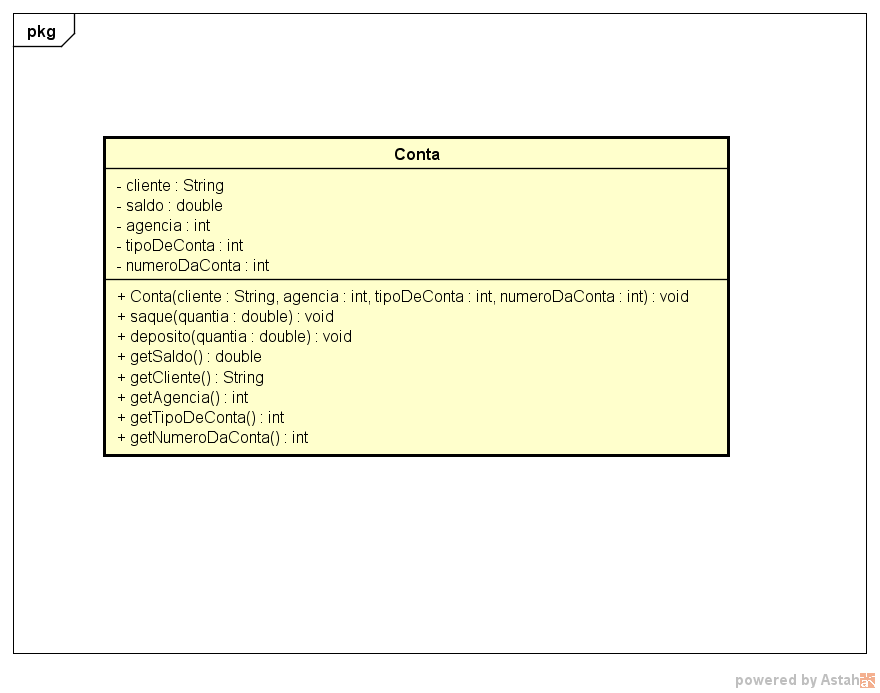 pkg
Conta
- cliente : String
- saldo : double
- agencia : int
- tipoDeConta : int
- numeroDaConta : int
+ Conta(cliente : String, agencia : int, tipoDeConta : int, numeroDaConta : int) : void
+ saque(quantia : double) : void
+ deposito(quantia : double) : void
+ getSaldo() : double
+ getCliente() : String
+ getAgencia() : int
+ getTipoDeConta() : int
+ getNumeroDaConta() : int
powered by Astah